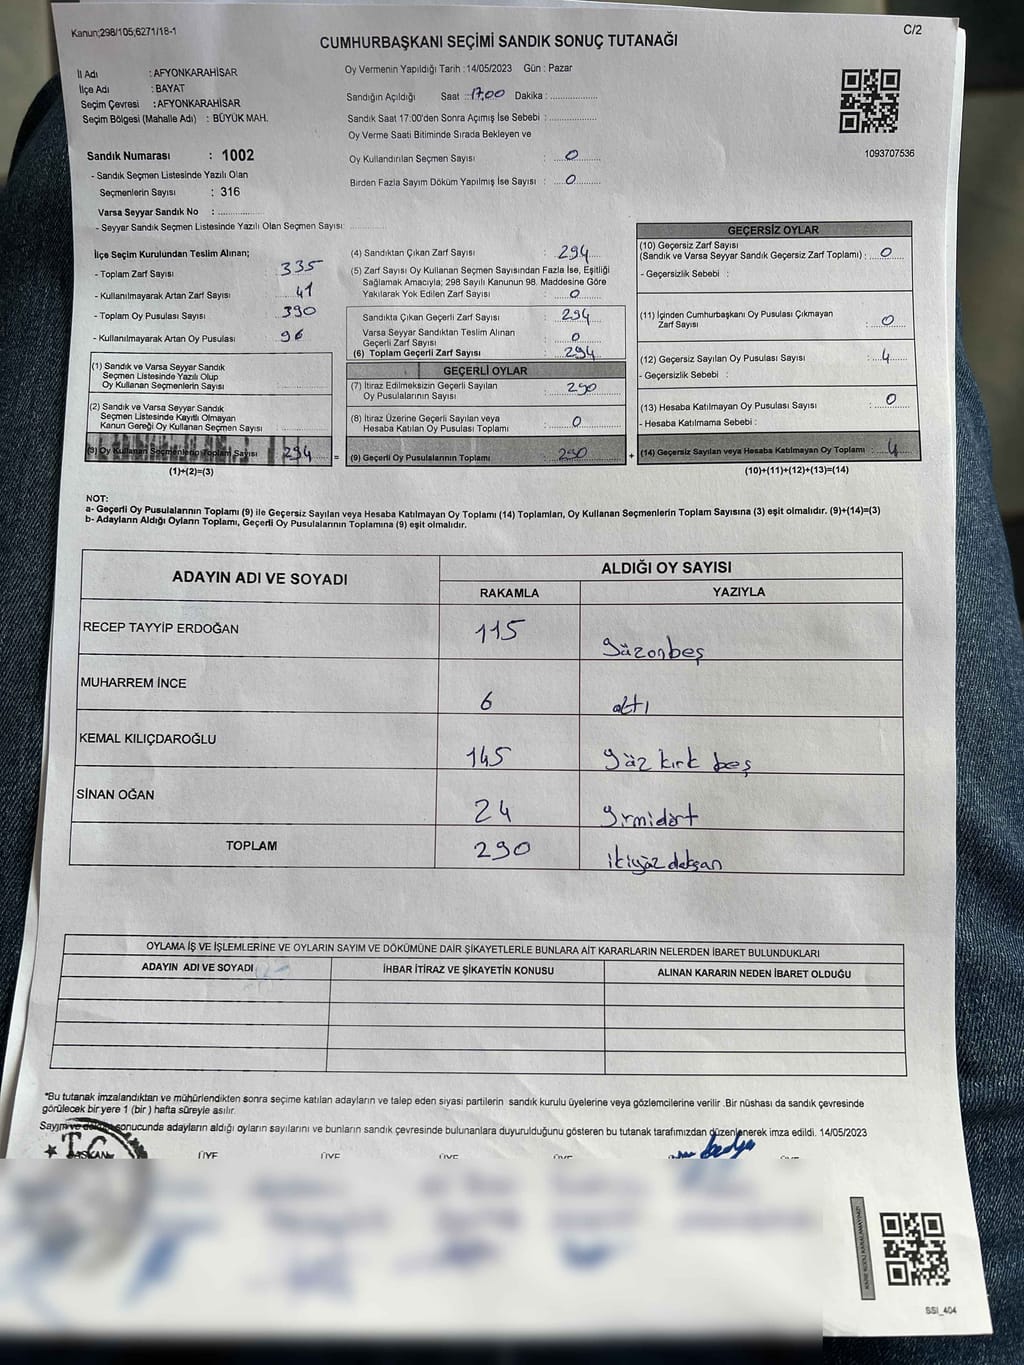 Kanun;298/105,6271/18-1
C/2
CUMHURBAŞKANI SEÇİMİ SANDIK SONUÇ TUTANAĞI
İl Adı : AFYONKARAHİSAR
İlçe Adı : BAYAT
Seçim Çevresi : AFYONKARAHİSAR
Seçim Bölgesi (Mahalle Adı) : BÜYÜK MAH.
Oy Vermenin Yapıldığı Tarih : 14/05/2023 Gün : Pazar
Sandığın Açıldığı Saat : 17,00 Dakika : ................
Sandık Saat 17:00'den Sonra Açımış İse Sebebi : ................
Oy Verme Saati Bitiminde Sırada Bekleyen ve
Oy Kullandırılan Seçmen Sayısı : 0
Birden Fazla Sayım Döküm Yapılmış İse Sayısı : 0
1093707536
Sandık Numarası : 1002
- Sandık Seçmen Listesinde Yazılı Olan
Seçmenlerin Sayısı : 316
Varsa Seyyar Sandık No : ................
- Seyyar Sandık Seçmen Listesinde Yazılı Olan Seçmen Sayısı: ................
İlçe Seçim Kurulundan Teslim Alınan;
- Toplam Zarf Sayısı : 335
- Kullanılmayarak Artan Zarf Sayısı : 41
- Toplam Oy Pusulası Sayısı : 390
- Kullanılmayarak Artan Oy Pusulası : 96
(1) Sandık ve Varsa Seyyar Sandık
Seçmen Listesinde Yazılı Olup
Oy Kullanan Seçmenlerin Sayısı :
(2) Sandık ve Varsa Seyyar Sandık
Seçmen Listesinde Kayıtlı Olmayan
Kanun Gereği Oy Kullanan Seçmen Sayısı :
(3) Oy Kullanan Seçmenlerin Toplam Sayısı 294 =
(1)+(2)=(3)
(4) Sandıktan Çıkan Zarf Sayısı : 294
(5) Zarf Sayısı Oy Kullanan Seçmen Sayısından Fazla İse, Eşitliği
Sağlamak Amacıyla; 298 Sayılı Kanunun 98. Maddesine Göre
Yakılarak Yok Edilen Zarf Sayısı : 0
Sandıkta Çıkan Geçerli Zarf Sayısı : 294
Varsa Seyyar Sandıktan Teslim Alınan
Geçerli Zarf Sayısı : 0
(6) Toplam Geçerli Zarf Sayısı : 294
GEÇERLİ OYLAR
(7) İtiraz Edilmeksizin Geçerli Sayılan
Oy Pusulalarının Sayısı : 290
(8) İtiraz Üzerine Geçerli Sayılan veya
Hesaba Katılan Oy Pusulası Toplamı : 0
(9) Geçerli Oy Pusulalarının Toplamı : 290 +
GEÇERSİZ OYLAR
(10) Geçersiz Zarf Sayısı
(Sandık ve Varsa Seyyar Sandık Geçersiz Zarf Toplamı) : 0
- Geçersizlik Sebebi :
(11) İçinden Cumhurbaşkanı Oy Pusulası Çıkmayan
Zarf Sayısı : 0
(12) Geçersiz Sayılan Oy Pusulası Sayısı : 4
- Geçersizlik Sebebi :
(13) Hesaba Katılmayan Oy Pusulası Sayısı : 0
- Hesaba Katılmama Sebebi :
(14) Geçersiz Sayılan veya Hesaba Katılmayan Oy Toplamı : 4
(10)+(11)+(12)+(13)=(14)
NOT:
a- Geçerli Oy Pusulalarının Toplamı (9) ile Geçersiz Sayılan veya Hesaba Katılmayan Oy Toplamı (14) Toplamları, Oy Kullanan Seçmenlerin Toplam Sayısına (3) eşit olmalıdır. (9)+(14)=(3)
b- Adayların Aldığı Oyların Toplamı, Geçerli Oy Pusulalarının Toplamına (9) eşit olmalıdır.
ADAYIN ADI VE SOYADI
ALDIĞI OY SAYISI
RAKAMLA YAZIYLA
RECEP TAYYİP ERDOĞAN 115 yüzonbeş
MUHARREM İNCE 6 altı
KEMAL KILIÇDAROĞLU 145 yüz kırk beş
SİNAN OĞAN 24 yirmidört
TOPLAM 290 ikiyüzdoksan
OYLAMA İŞ VE İŞLEMLERİNE VE OYLARIN SAYIM VE DÖKÜMÜNE DAİR ŞİKAYETLERLE BUNLARA AİT KARARLARIN NELERDEN İBARET BULUNDUKLARI
ADAYIN ADI VE SOYADI İHBAR İTİRAZ VE ŞİKAYETİN KONUSU ALINAN KARARIN NEDEN İBARET OLDUĞU
*Bu tutanak imzalandıktan ve mühürlendikten sonra seçime katılan adayların ve talep eden siyasi partilerin sandık kurulu üyelerine veya gözlemcilerine verilir .Bir nüshası da sandık çevresinde
görülecek bir yere 1 (bir ) hafta süreyle asılır.
Sayım ve döküm sonucunda adayların aldığı oyların sayılarını ve bunların sandık çevresinde bulunanlara duyurulduğunu gösteren bu tutanak tarafımızdan düzenlenerek imza edildi. 14/05/2023
T.C.
BAŞKAN ÜYE ÜYE ÜYE ÜYE
SSI_404